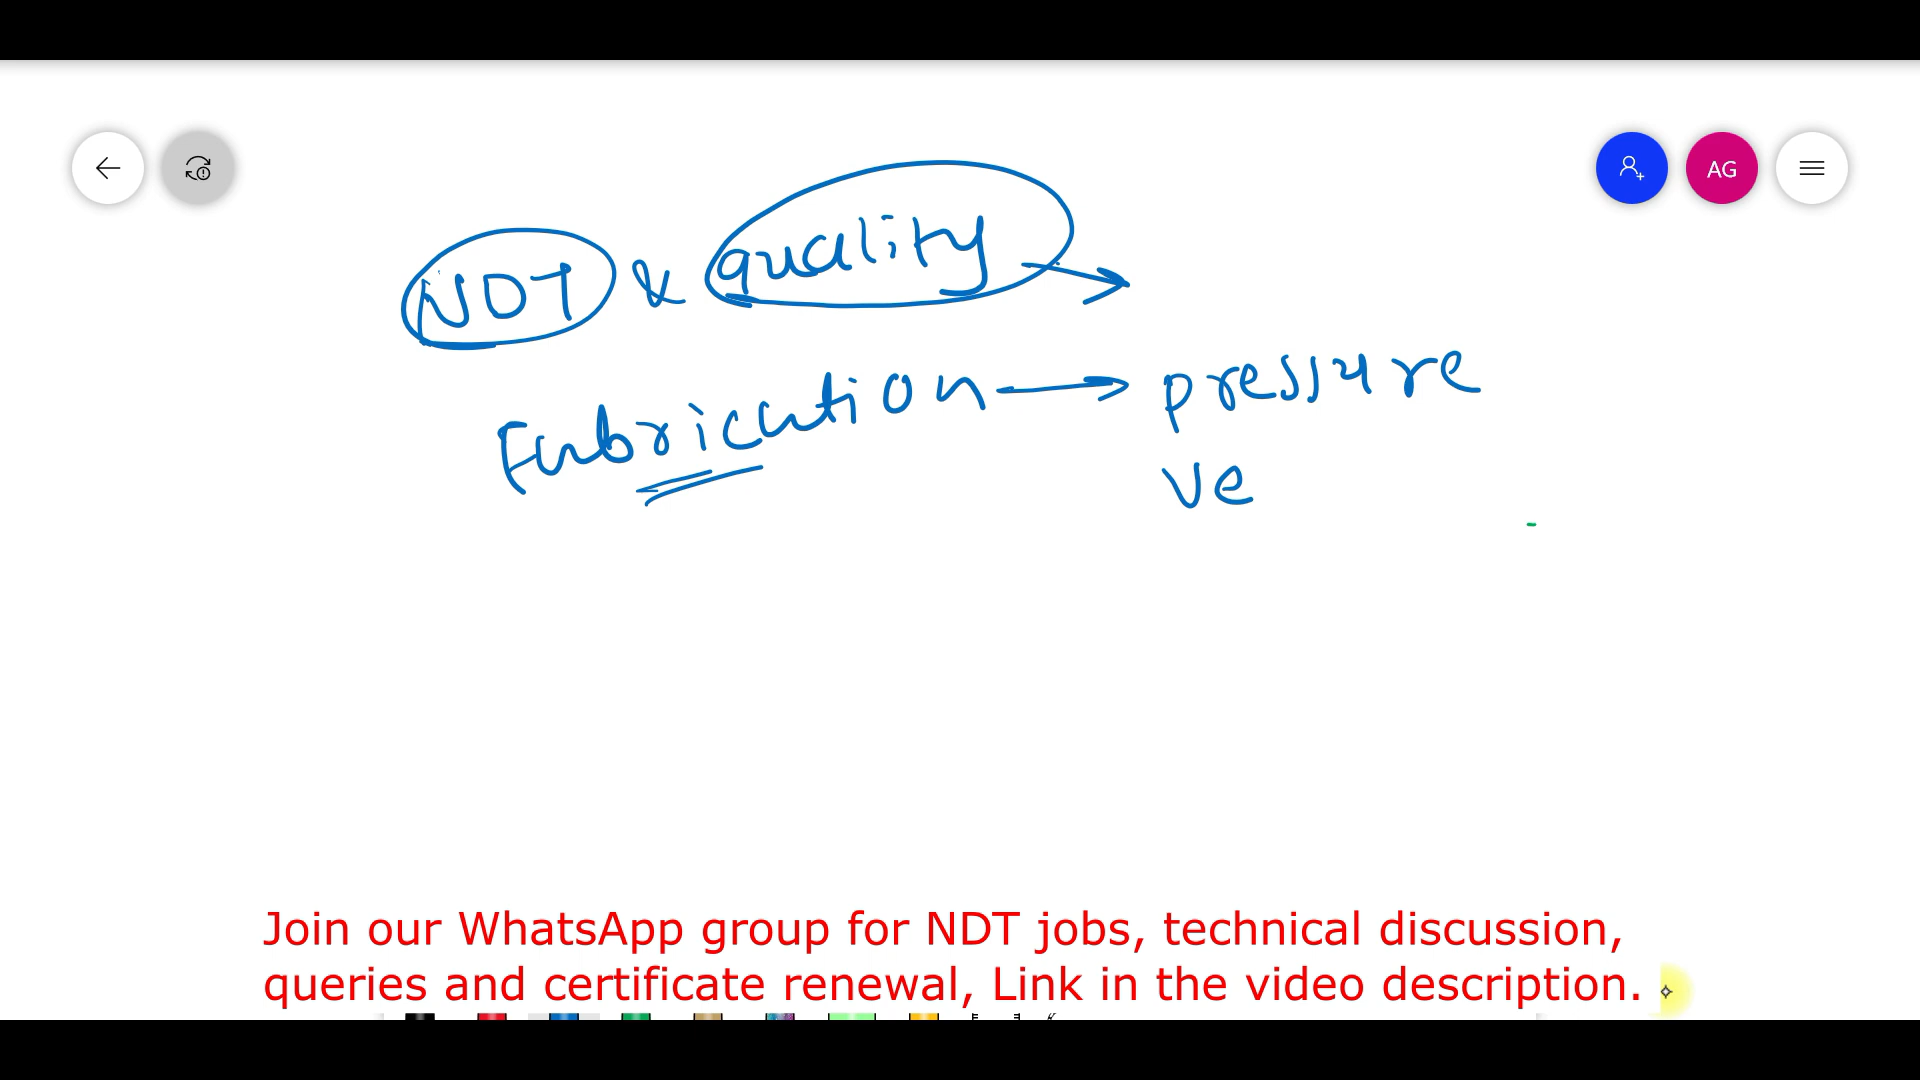 AG
NDT & quality →
Fabrication → pressure
ve
Join our WhatsApp group for NDT jobs, technical discussion,
queries and certificate renewal, Link in the video description.